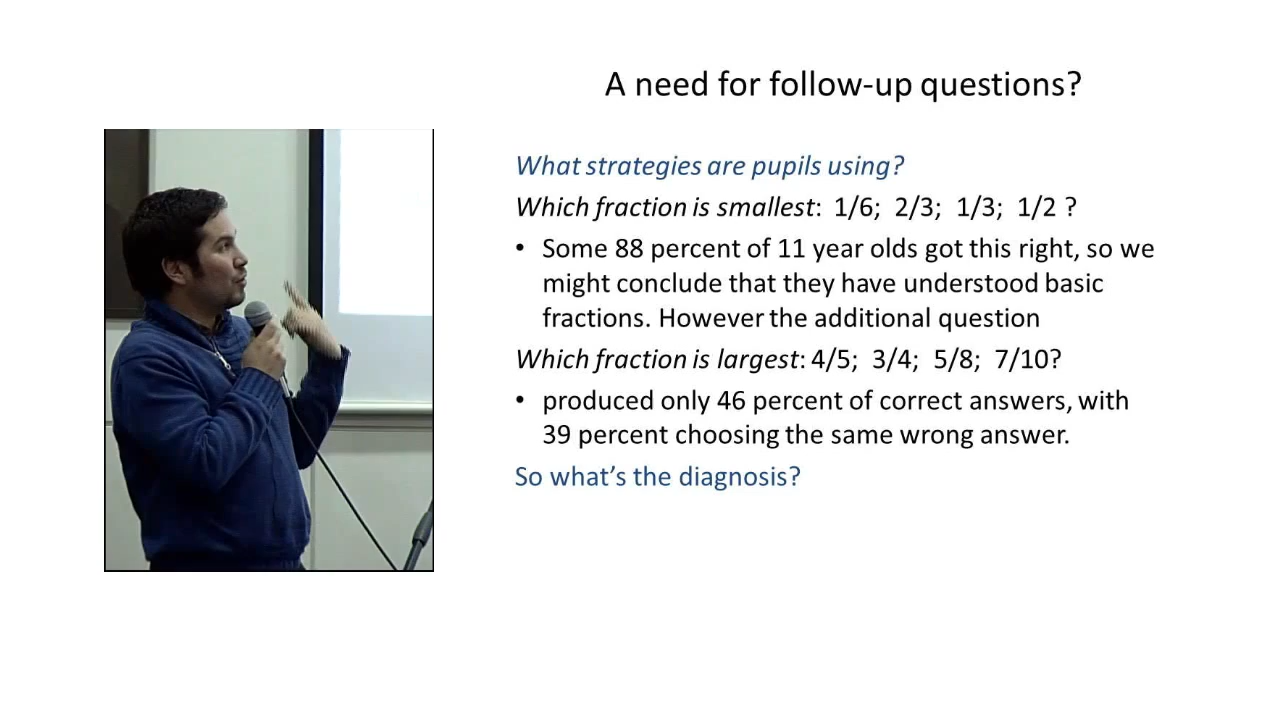 A need for follow-up questions?
What strategies are pupils using?
Which fraction is smallest: 1/6; 2/3; 1/3; 1/2 ?
• Some 88 percent of 11 year olds got this right, so we
might conclude that they have understood basic
fractions. However the additional question
Which fraction is largest: 4/5; 3/4; 5/8; 7/10?
• produced only 46 percent of correct answers, with
39 percent choosing the same wrong answer.
So what's the diagnosis?